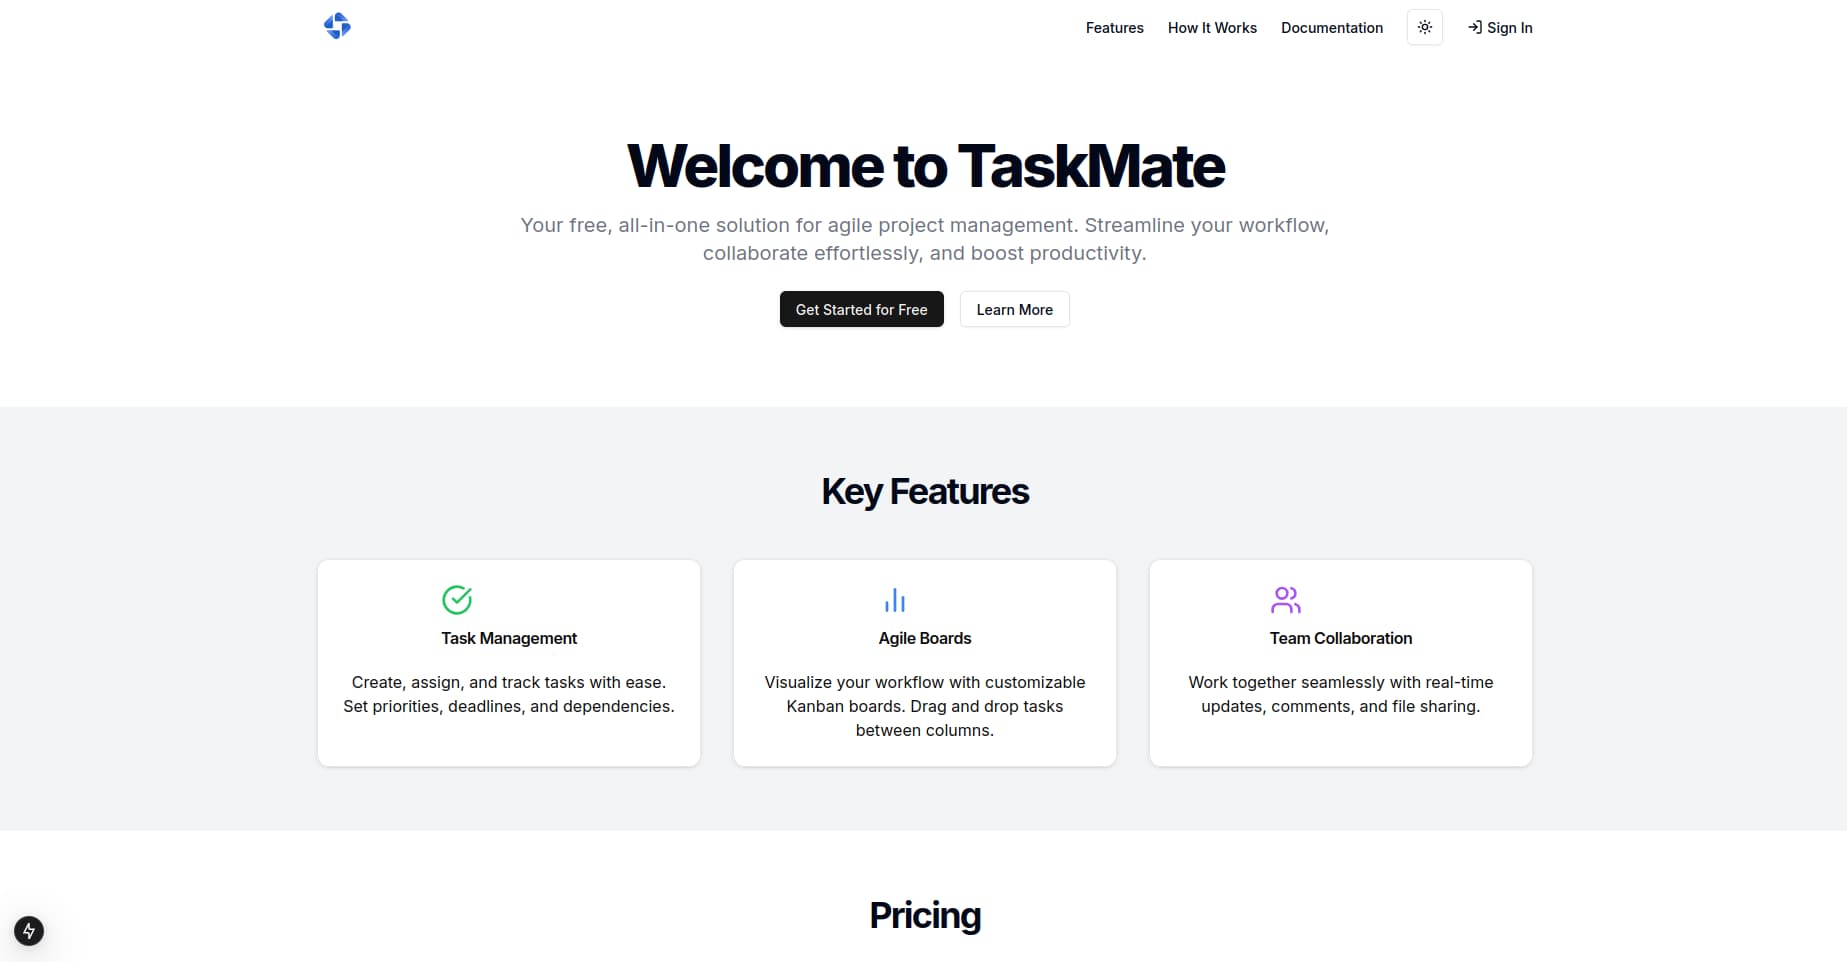 Features
How It Works
Documentation
Sign In
Welcome to TaskMate
Your free, all-in-one solution for agile project management. Streamline your workflow,
collaborate effortlessly, and boost productivity.
Get Started for Free
Learn More
Key Features
Task Management
Create, assign, and track tasks with ease.
Set priorities, deadlines, and dependencies.
Agile Boards
Visualize your workflow with customizable
Kanban boards. Drag and drop tasks
between columns.
Team Collaboration
Work together seamlessly with real-time
updates, comments, and file sharing.
Pricing